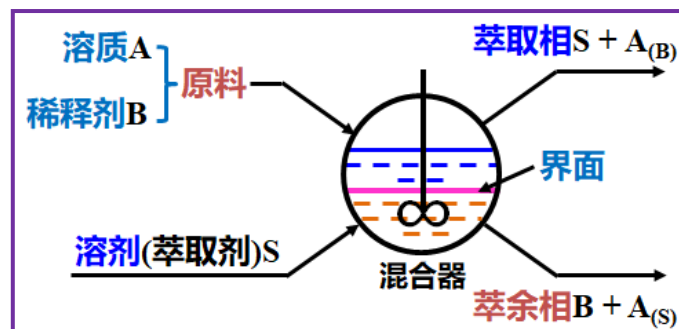 溶质A
稀释剂B
原料
萃取相S + A(B)
界面
溶剂(萃取剂)S
混合器
萃余相B + A(S)